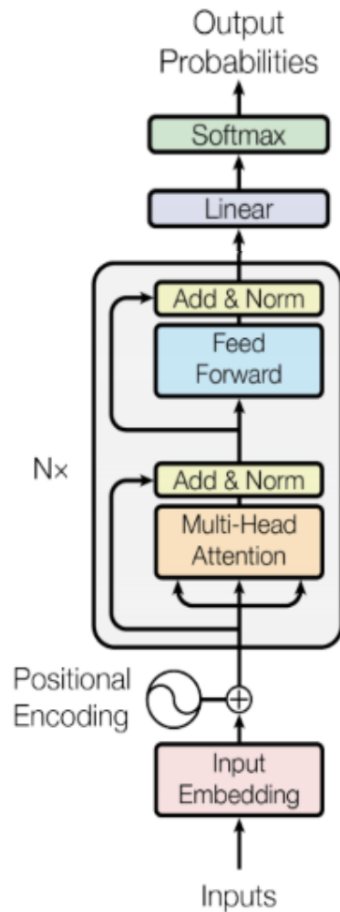 Output
Probabilities
Softmax
Linear
Add & Norm
Feed
Forward
Nx
Add & Norm
Multi-Head
Attention
Positional
Encoding
Input
Embedding
Inputs